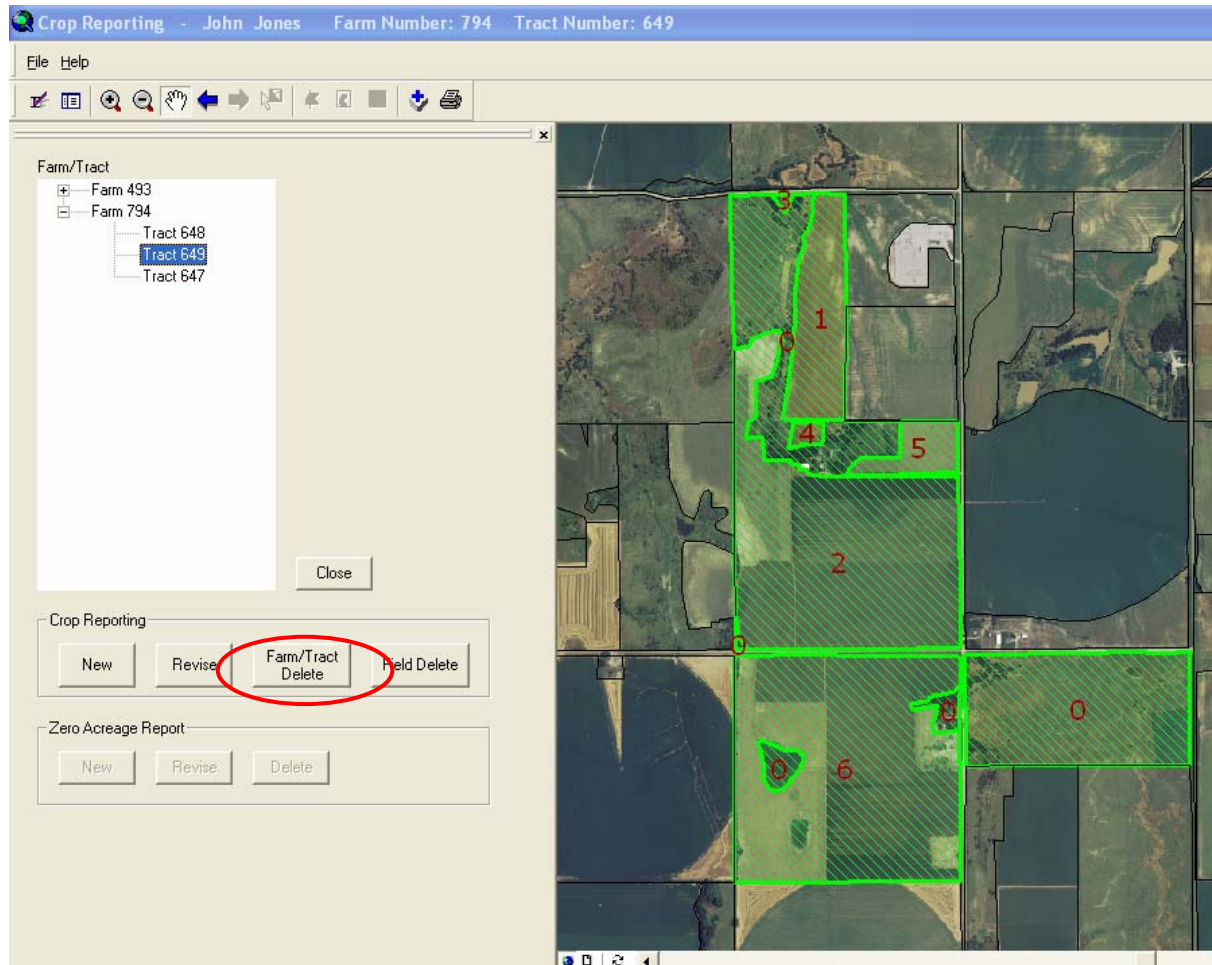 Crop Reporting - John Jones Farm Number: 794 Tract Number: 649
File Help
Farm/Tract
Farm 493
Farm 794
Tract 648
Tract 649
Tract 647
Close
Crop Reporting
New Revise Farm/Tract Delete Field Delete
Zero Acreage Report
New Revise Delete
3
1
0
4
5
2
0
0
0
0
6